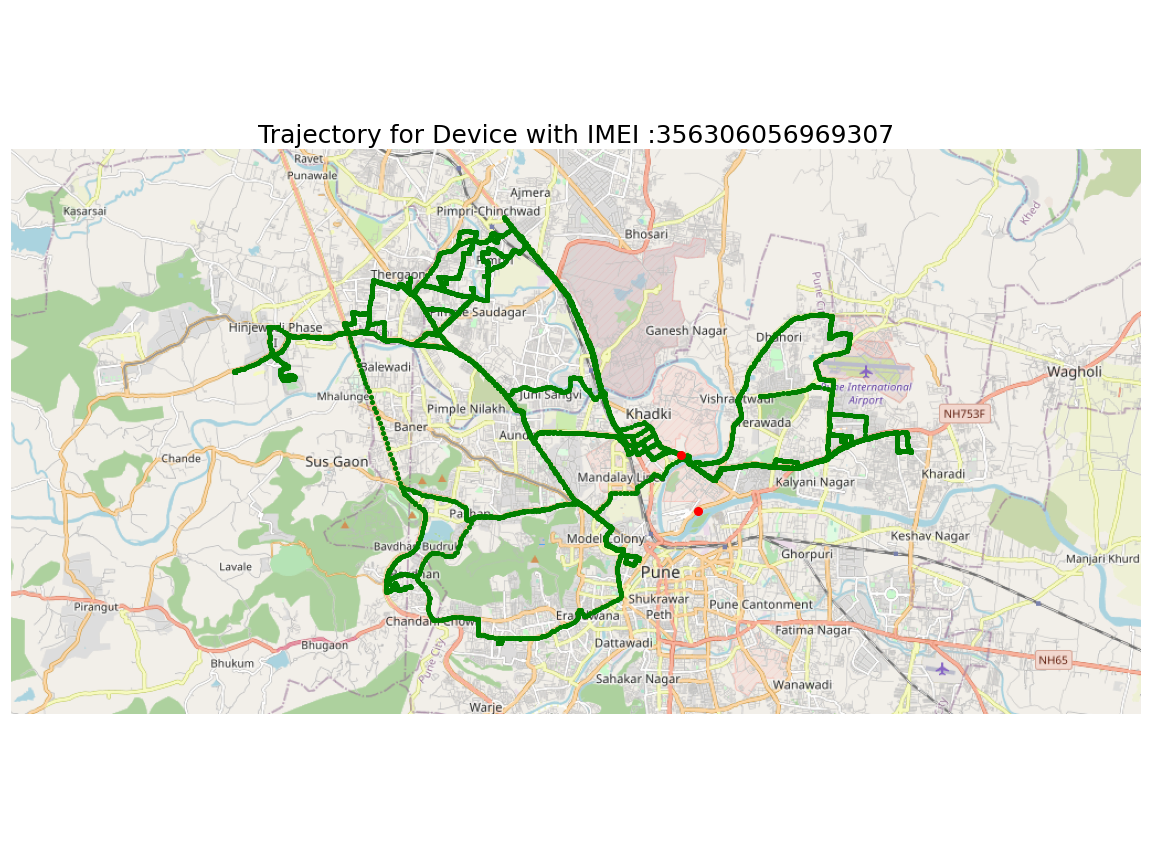 Trajectory for Device with IMEI :356306056969307
Ravet
Punawale
Ajmera
Kasarsai
Pimpri-Chinchwad
Khed
Bhosari
Thergaon
Pune C
Pimple Saudagar
Hinjewadi Phase
I
Ganesh Nagar
Dhanori
Balewadi
Wagholi
Pune International
Airport
Mhalunge
Juni Sangvi
Vishrantwadi
Pimple Nilakh
Khadki
NH753F
Baner
Yerawada
Aundh
Chande
Sus Gaon
Kharadi
Mandalay Lines
Kalyani Nagar
Pashan
Model Colony
Keshav Nagar
Bavdhan Budruk
Ghorpuri
Manjari Khurd
Lavale
Pune
Pirangut
Shukrawar
Peth
Pune Cantonment
Erandwana
Chandani Chowk
Fatima Nagar
Bhugaon
Dattawadi
Pune City
Bhukum
NH65
Sahakar Nagar
Wanawadi
Warje